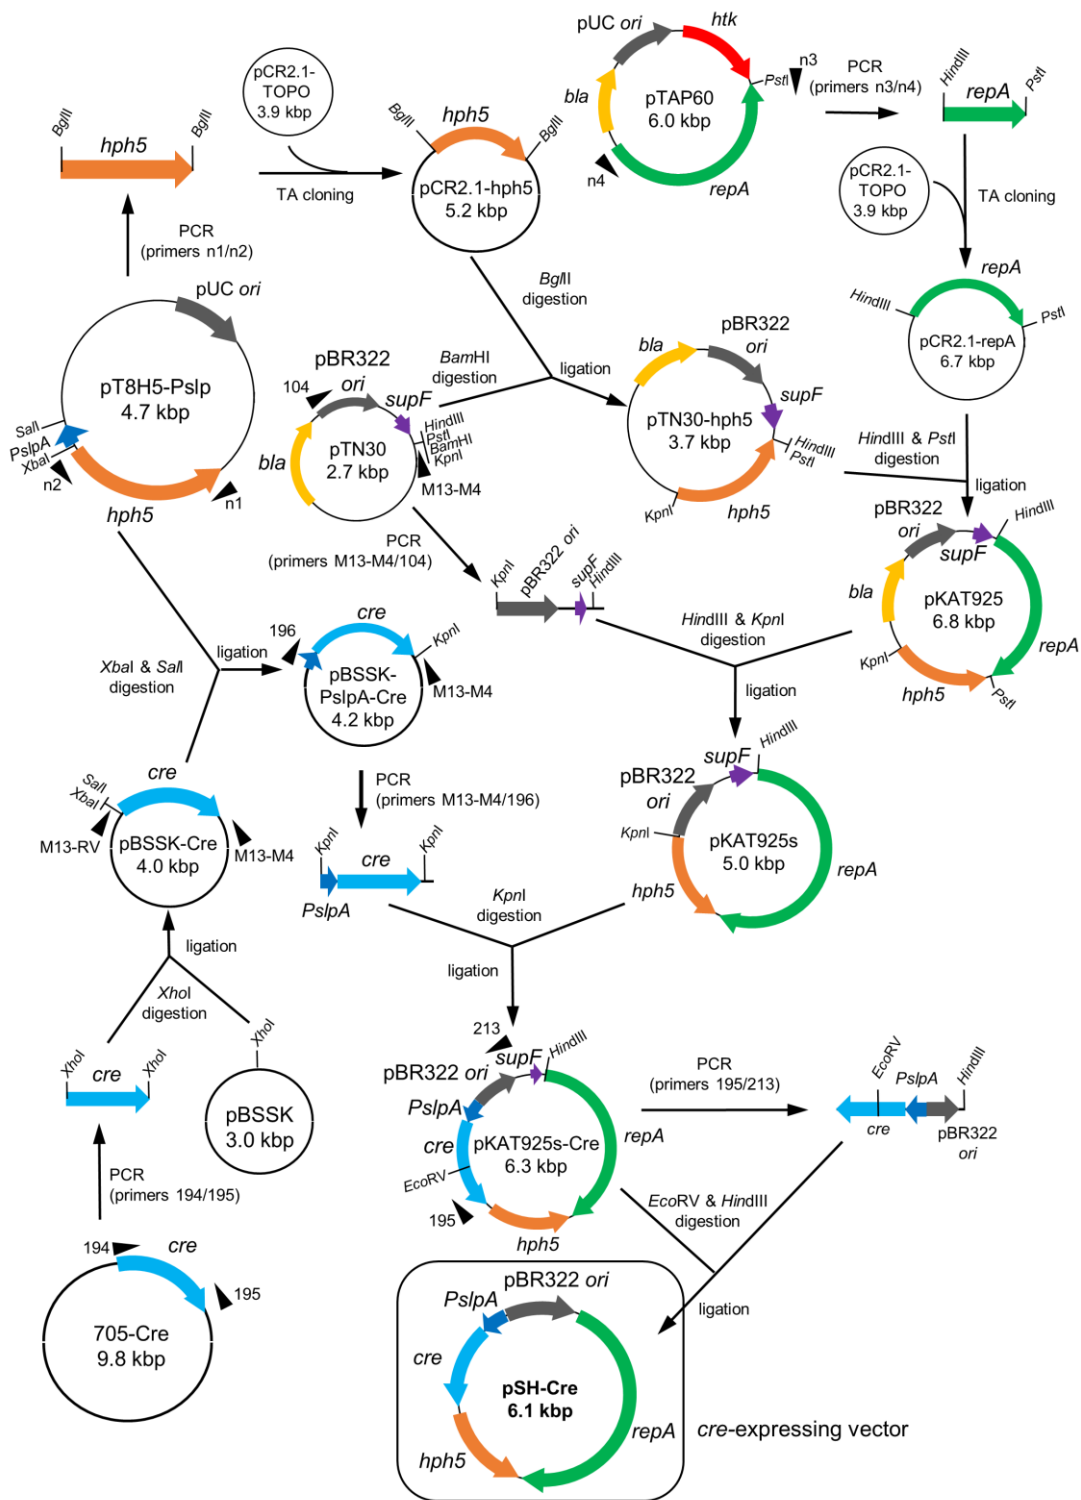 pUC ori
htk
n3
PstI
bla
pTAP60
6.0 kbp
n4
repA
PCR
(primers n3/n4)
HindIII
PstI
repA
pCR2.1-
TOPO
3.9 kbp
TA cloning
BglII
BglII
hph5
pCR2.1-
TOPO
3.9 kbp
TA cloning
BglII
hph5
BglII
pCR2.1-hph5
5.2 kbp
PCR
(primers n1/n2)
repA
HindIII
PstI
pCR2.1-repA
6.7 kbp
pUC ori
pT8H5-Pslp
4.7 kbp
SalI
PslpA
XbaI
n2
n1
hph5
BglII
digestion
BamHI
digestion
ligation
pBR322
ori
104
supF
HindIII
PstI
BamHI
KpnI
bla
pTN30
2.7 kbp
M13-M4
pBR322
ori
bla
supF
pTN30-hph5
3.7 kbp
HindIII
PstI
KpnI
hph5
HindIII & PstI
digestion
ligation
PCR
(primers M13-M4/104)
KpnI
pBR322 ori
supF
HindIII
pBR322
ori
HindIII
supF
bla
pKAT925
6.8 kbp
KpnI
repA
hph5
PstI
HindIII & KpnI
digestion
ligation
XbaI & SalI
digestion
ligation
196
cre
KpnI
pBSSK-
PslpA-Cre
4.2 kbp
M13-M4
supF
HindIII
pBR322
ori
KpnI
pKAT925s
5.0 kbp
hph5
repA
SalI
XbaI
cre
M13-RV
pBSSK-Cre
4.0 kbp
M13-M4
PCR
(primers M13-M4/196)
KpnI
KpnI
cre
PslpA
KpnI
digestion
ligation
ligation
XhoI
digestion
XhoI
XhoI
cre
XhoI
pBSSK
3.0 kbp
213
supF
HindIII
pBR322 ori
PslpA
cre
pKAT925s-Cre
6.3 kbp
repA
EcoRV
195
hph5
PCR
(primers 195/213)
EcoRV
PslpA
HindIII
cre
pBR322
ori
PCR
(primers 194/195)
EcoRV & HindIII
digestion
ligation
194
cre
195
705-Cre
9.8 kbp
pBR322 ori
PslpA
cre
pSH-Cre
6.1 kbp
repA
hph5
cre-expressing vector